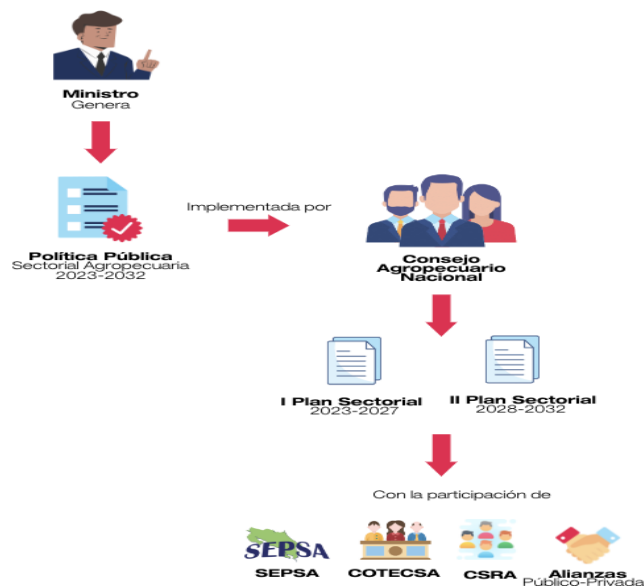 Ministro
Genera
Implementada por
Política Pública
Sectorial Agropecuaria
2023-2032
Consejo
Agropecuario
Nacional
I Plan Sectorial
2023-2027
II Plan Sectorial
2028-2032
Con la participación de
SEPSA
SEPSA
COTECSA
CSRA
Alianzas
Público-Privada